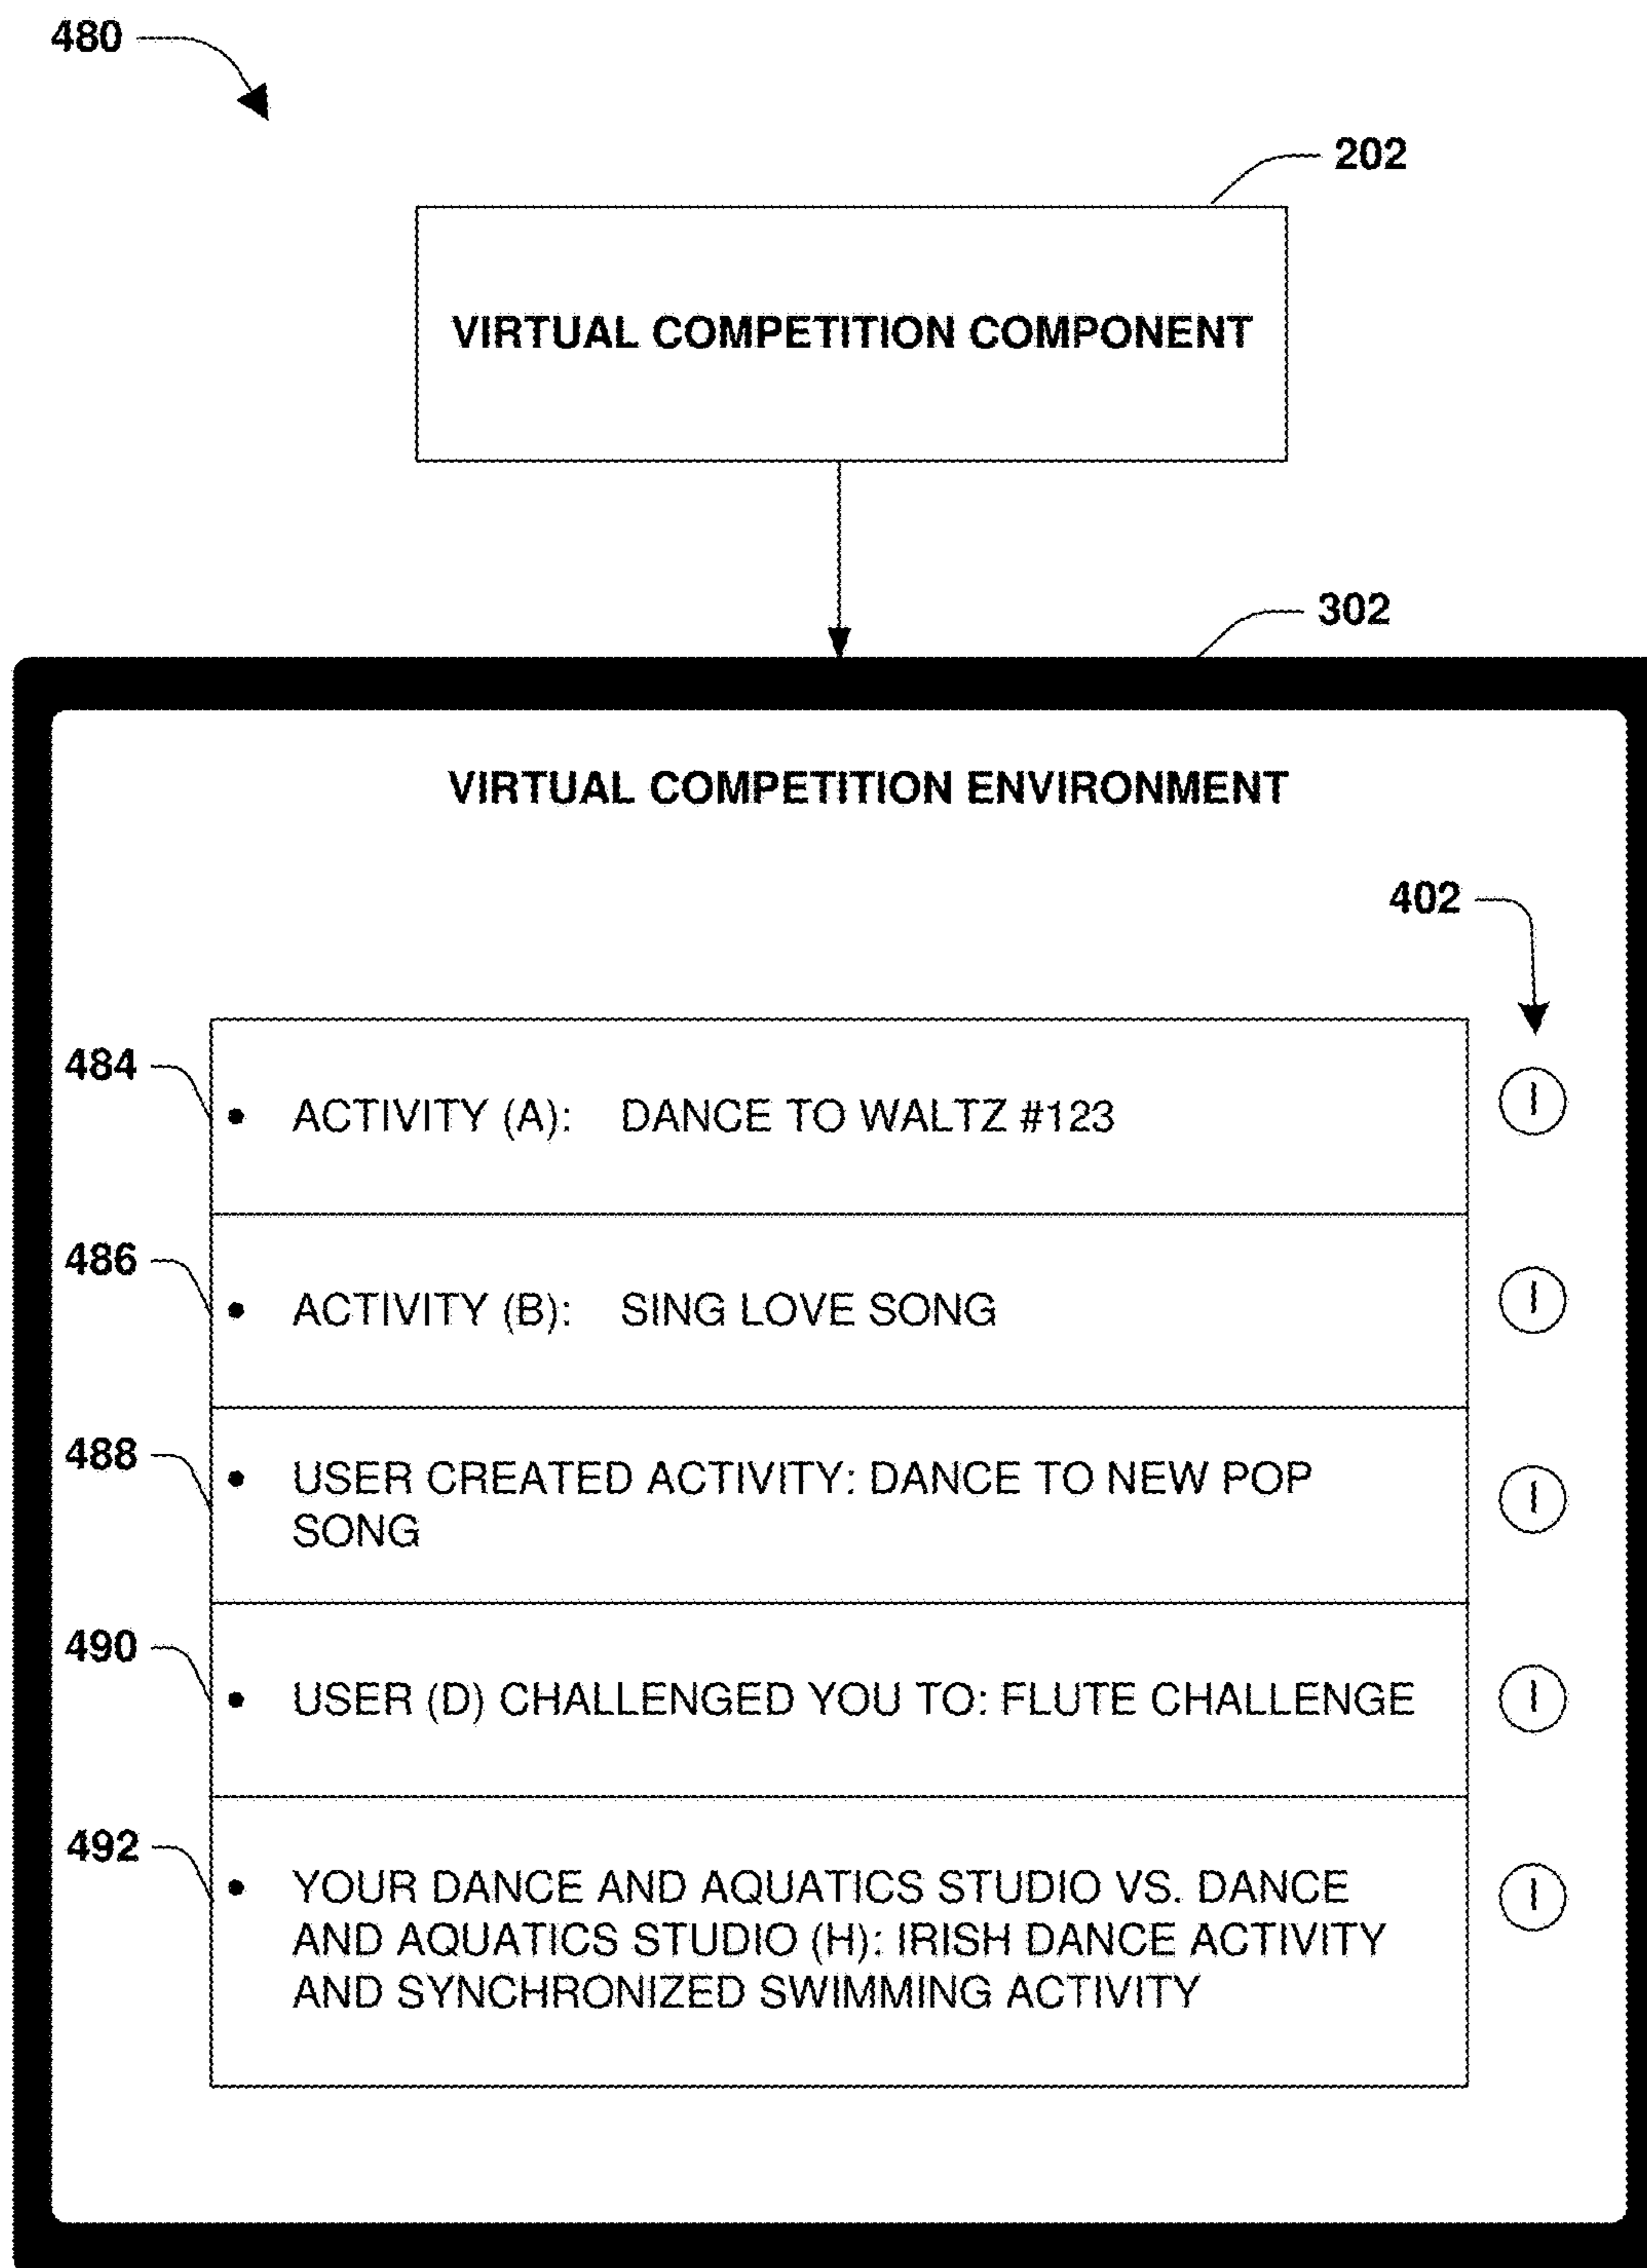 480
202
VIRTUAL COMPETITION COMPONENT
302
VIRTUAL COMPETITION ENVIRONMENT
402
484
• ACTIVITY (A): DANCE TO WALTZ #123
I
486
• ACTIVITY (B): SING LOVE SONG
I
488
• USER CREATED ACTIVITY: DANCE TO NEW POP
SONG
I
490
• USER (D) CHALLENGED YOU TO: FLUTE CHALLENGE
I
492
• YOUR DANCE AND AQUATICS STUDIO VS. DANCE
AND AQUATICS STUDIO (H): IRISH DANCE ACTIVITY
AND SYNCHRONIZED SWIMMING ACTIVITY
I